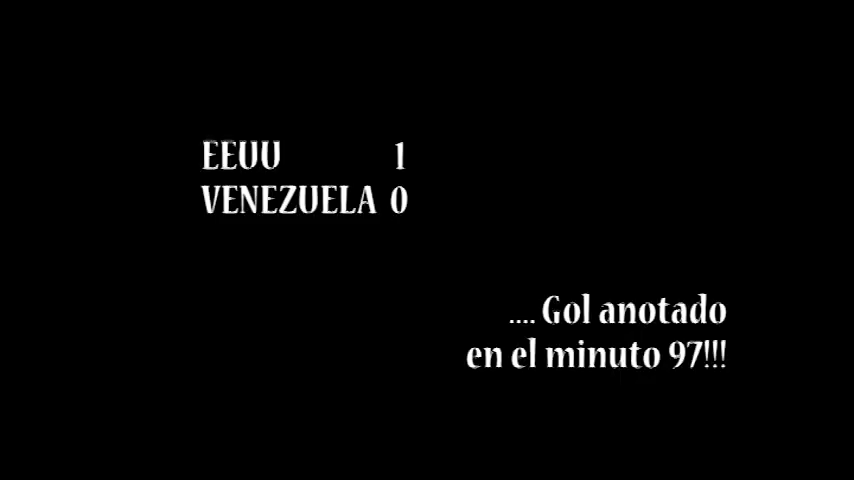 EEUU 1
VENEZUELA 0
.... Gol anotado
en el minuto 97!!!